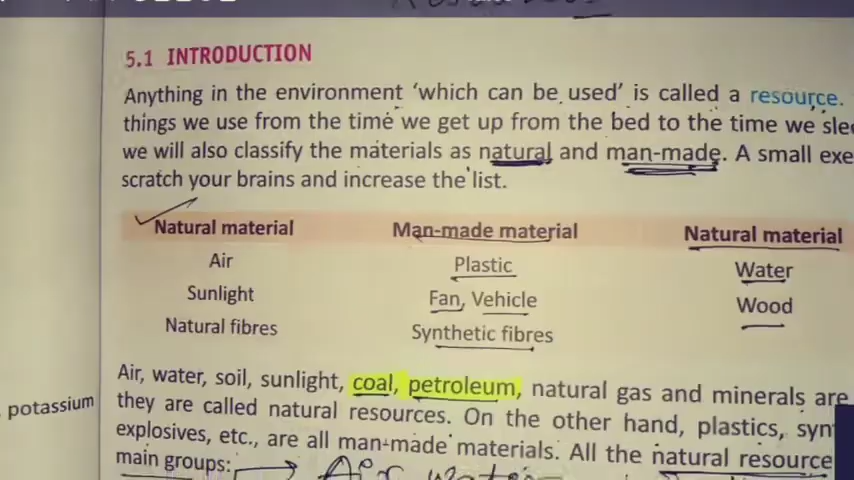 5.1 INTRODUCTION
Anything in the environment ‘which can be used’ is called a resource.
things we use from the time we get up from the bed to the time we slee
we will also classify the materials as natural and man-made. A small exe
scratch your brains and increase the list.
Natural material Man-made material Natural material
Air Plastic Water
Sunlight Fan, Vehicle Wood
Natural fibres Synthetic fibres
Air, water, soil, sunlight, coal, petroleum, natural gas and minerals are
potassium they are called natural resources. On the other hand, plastics, syn
explosives, etc., are all man-made materials. All the natural resource
main groups: Air water